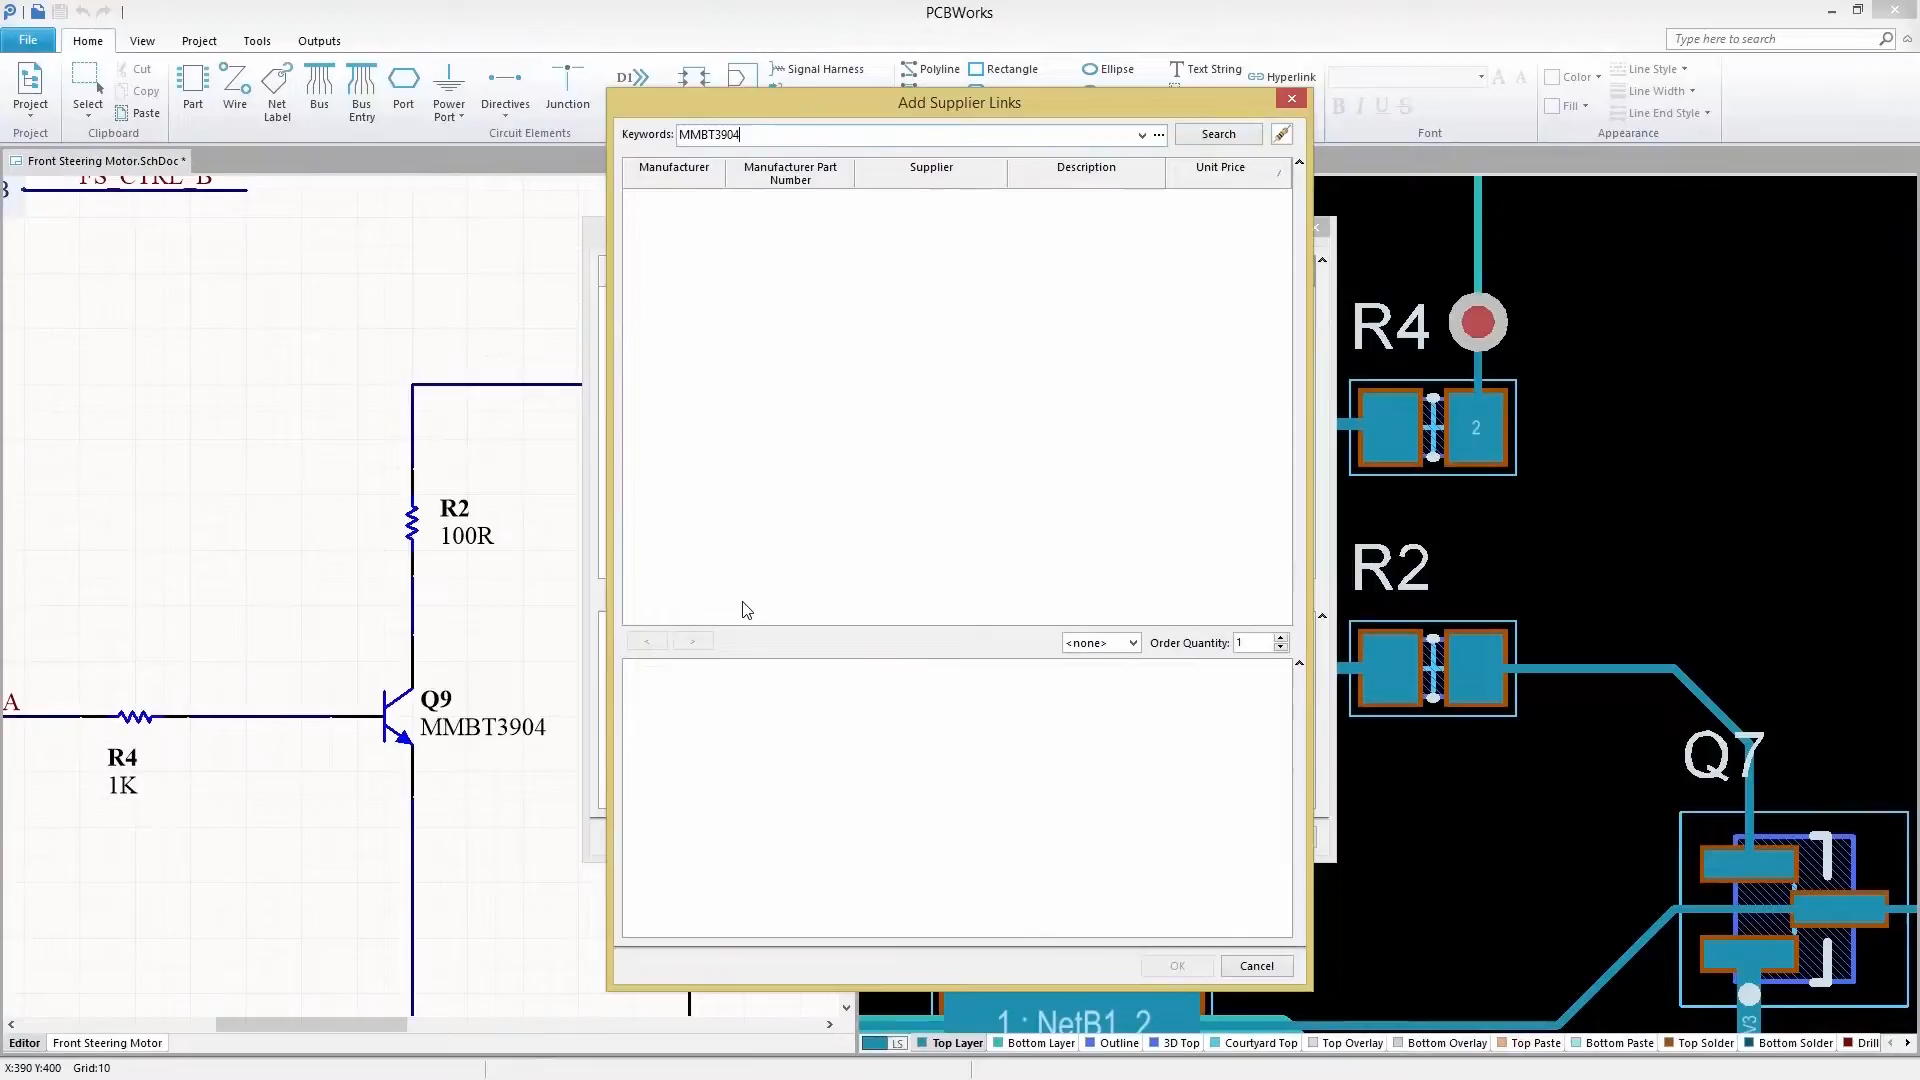 PCBWorks
File Home View Project Tools Outputs
Type here to search
Project
Project
Select
Cut
Copy
Paste
Clipboard
Part
Wire
Net Label
Bus
Bus Entry
Port
Power Port
Directives
Junction
Circuit Elements
D1
Signal Harness
Polyline
Rectangle
Ellipse
Text String
Hyperlink
A A
B I U S
Font
Color
Fill
Line Style
Line Width
Line End Style
Appearance
Front Steering Motor.SchDoc *
Add Supplier Links
Keywords: MMBT3904 Search
Manufacturer
Manufacturer Part Number
Supplier
Description
Unit Price
< >
<none> Order Quantity: 1
OK Cancel
FS_CTRL_B
B
R2
100R
Q9
MMBT3904
A
R4
1K
R4
2
R2
Q7
V3
1 : NetB1_2
Editor Front Steering Motor
LS Top Layer Bottom Layer Outline 3D Top Courtyard Top Top Overlay Bottom Overlay Top Paste Bottom Paste Top Solder Bottom Solder Drill
X:390 Y:400 Grid:10